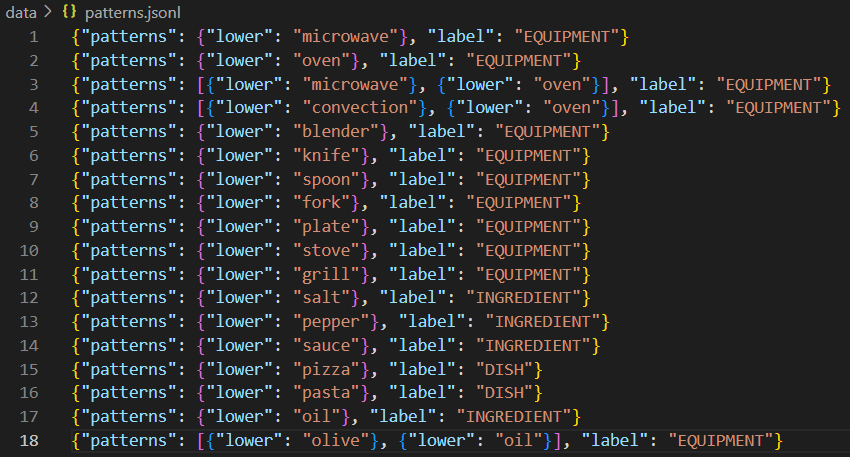 data > {} patterns.jsonl
1 {"patterns": {"lower": "microwave"}, "label": "EQUIPMENT"}
2 {"patterns": {"lower": "oven"}, "label": "EQUIPMENT"}
3 {"patterns": [{"lower": "microwave"}, {"lower": "oven"}], "label": "EQUIPMENT"}
4 {"patterns": [{"lower": "convection"}, {"lower": "oven"}], "label": "EQUIPMENT"}
5 {"patterns": {"lower": "blender"}, "label": "EQUIPMENT"}
6 {"patterns": {"lower": "knife"}, "label": "EQUIPMENT"}
7 {"patterns": {"lower": "spoon"}, "label": "EQUIPMENT"}
8 {"patterns": {"lower": "fork"}, "label": "EQUIPMENT"}
9 {"patterns": {"lower": "plate"}, "label": "EQUIPMENT"}
10 {"patterns": {"lower": "stove"}, "label": "EQUIPMENT"}
11 {"patterns": {"lower": "grill"}, "label": "EQUIPMENT"}
12 {"patterns": {"lower": "salt"}, "label": "INGREDIENT"}
13 {"patterns": {"lower": "pepper"}, "label": "INGREDIENT"}
14 {"patterns": {"lower": "sauce"}, "label": "INGREDIENT"}
15 {"patterns": {"lower": "pizza"}, "label": "DISH"}
16 {"patterns": {"lower": "pasta"}, "label": "DISH"}
17 {"patterns": {"lower": "oil"}, "label": "INGREDIENT"}
18 {"patterns": [{"lower": "olive"}, {"lower": "oil"}], "label": "EQUIPMENT"}